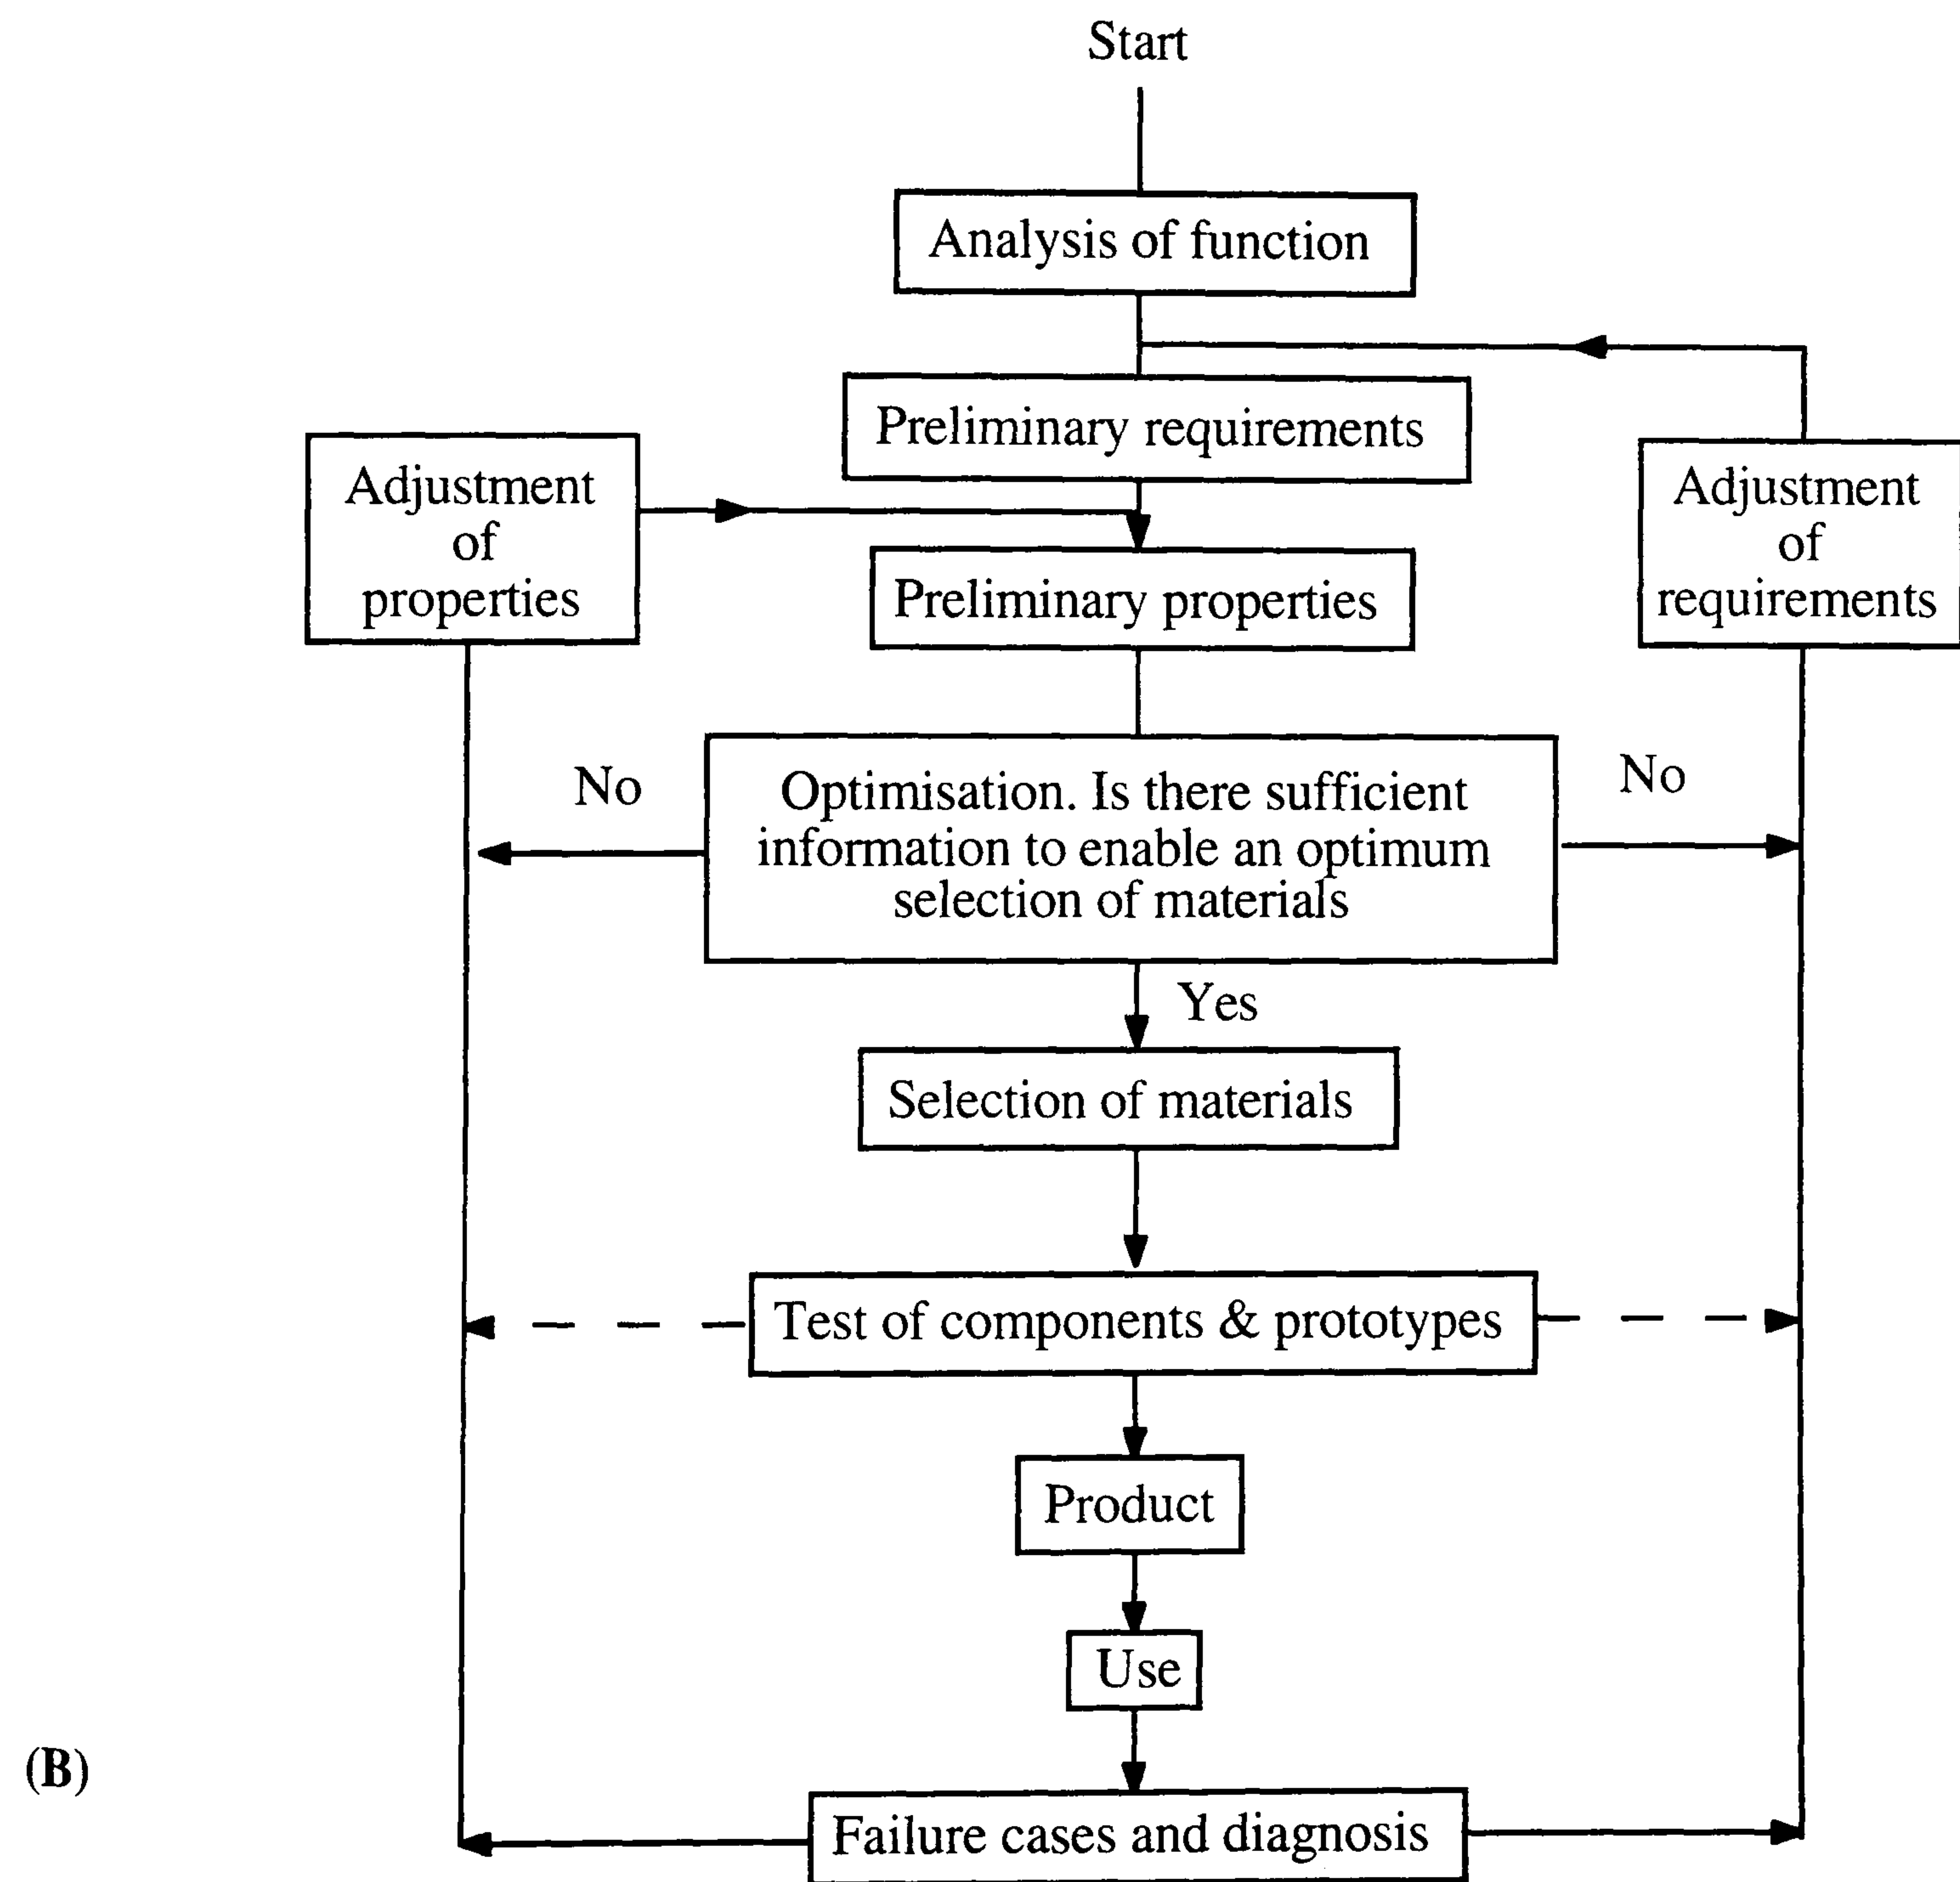 Start
Analysis of function
Preliminary requirements
Adjustment
of
properties
Adjustment
of
requirements
Preliminary properties
No
Optimisation. Is there sufficient
information to enable an optimum
selection of materials
No
Yes
Selection of materials
Test of components & prototypes
Product
Use
(B)
Failure cases and diagnosis